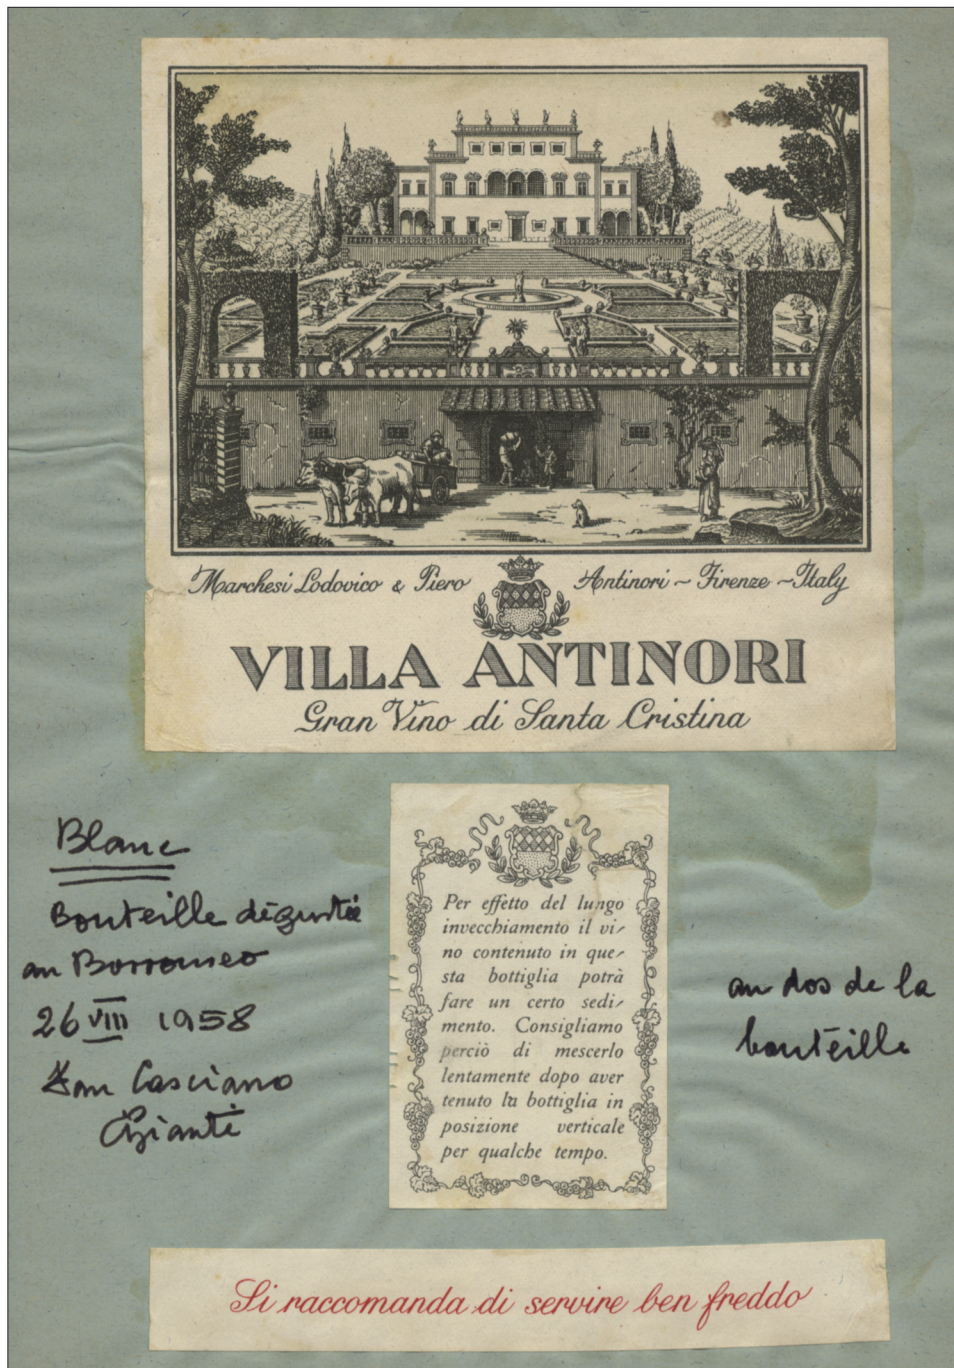 Marchesi Lodovico & Piero Antinori ~ Firenze ~ Italy
VILLA ANTINORI
Gran Vino di Santa Cristina
Blanc
Bouteille dégustée
au Borromeo
26 VIII 1958
San Casciano
Per effetto del lungo
invecchiamento il vi-
no contenuto in que-
sta bottiglia potrà
fare un certo sedi-
mento. Consigliamo
perciò di mescerlo
lentamente dopo aver
tenuto la bottiglia in
posizione verticale
per qualche tempo.
au dos de la
bouteille
Si raccomanda di servire ben freddo